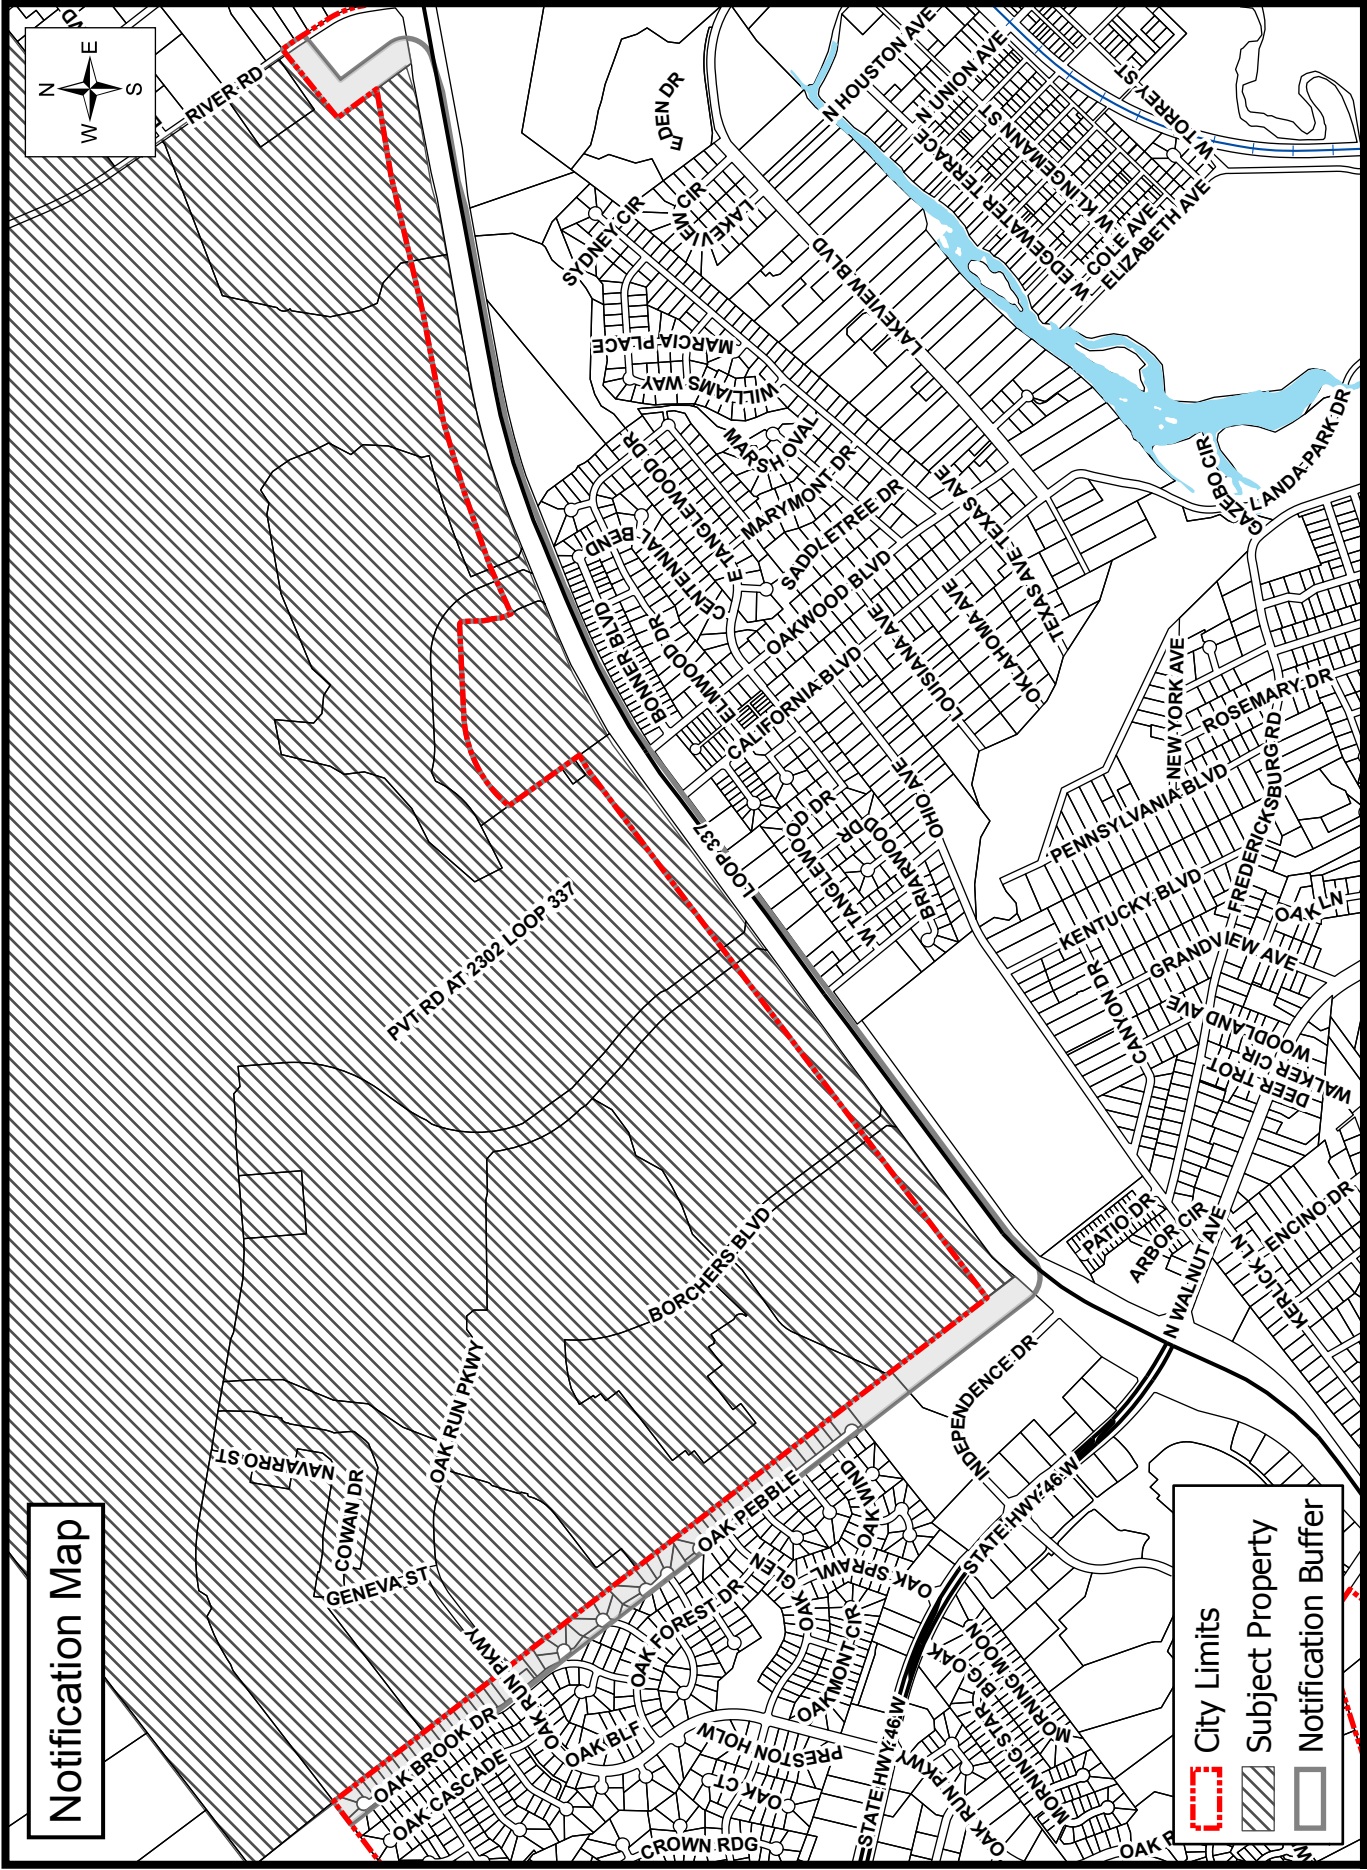 Notification Map
N
W
E
S
RIVER RD
NAVARRO ST
COWAN DR
GENEVA ST
OAK RUN PKWY
PVT RD AT 2302 LOOP 337
BORCHERS BLVD
OAK RUN PKWY
OAK BROOK DR
OAK CASCADE
OAK BLF
OAK FOREST DR
OAK PEBBLE
OAK GLEN
OAK WIND
OAK SPRAWL
OAKMONT CIR
PRESTON HOLW
OAK CT
CROWN RDG
INDEPENDENCE DR
STATE HWY 46 W
STATE HWY 46 W
OAK RUN PKWY
BIG OAK
MORNING MOON
MORNING STAR
OAK R
LOOP 337
EDEN DR
LAKEVIEW CIR
SYDNEY CIR
MARCIA PLACE
WILLIAMS WAY
LAKEVIEW BLVD
MARSH OVAL
MARYMONT DR
SADDLETREE DR
E TANGLEWOOD DR
CENTENNIAL BEND
BONNER BLVD
ELMWOOD DR
OAKWOOD BLVD
CALIFORNIA BLVD
TEXAS AVE
TEXAS AVE
TEXAS AVE
LOUISIANA AVE
OKLAHOMA AVE
OHIO AVE
W TANGLEWOOD DR
BRIARWOOD DR
N HOUSTON AVE
N UNION AVE
W KLINGEMANN ST
W EDGEWATER TERRACE
COLE AVE
ELIZABETH AVE
W TORREY ST
GAZEBO CIR
LANDA PARK DR
NEW YORK AVE
ROSEMARY DR
PENNSYLVANIA BLVD
FREDERICKSBURG RD
KENTUCKY BLVD
OAK LN
GRANDVIEW AVE
CANYON DR
WOODLAND AVE
WALKER CIR
DEER TROT
PATIO DR
ARBOR CIR
N WALNUT AVE
ENCINO DR
KERLICK LN
City Limits
Subject Property
Notification Buffer